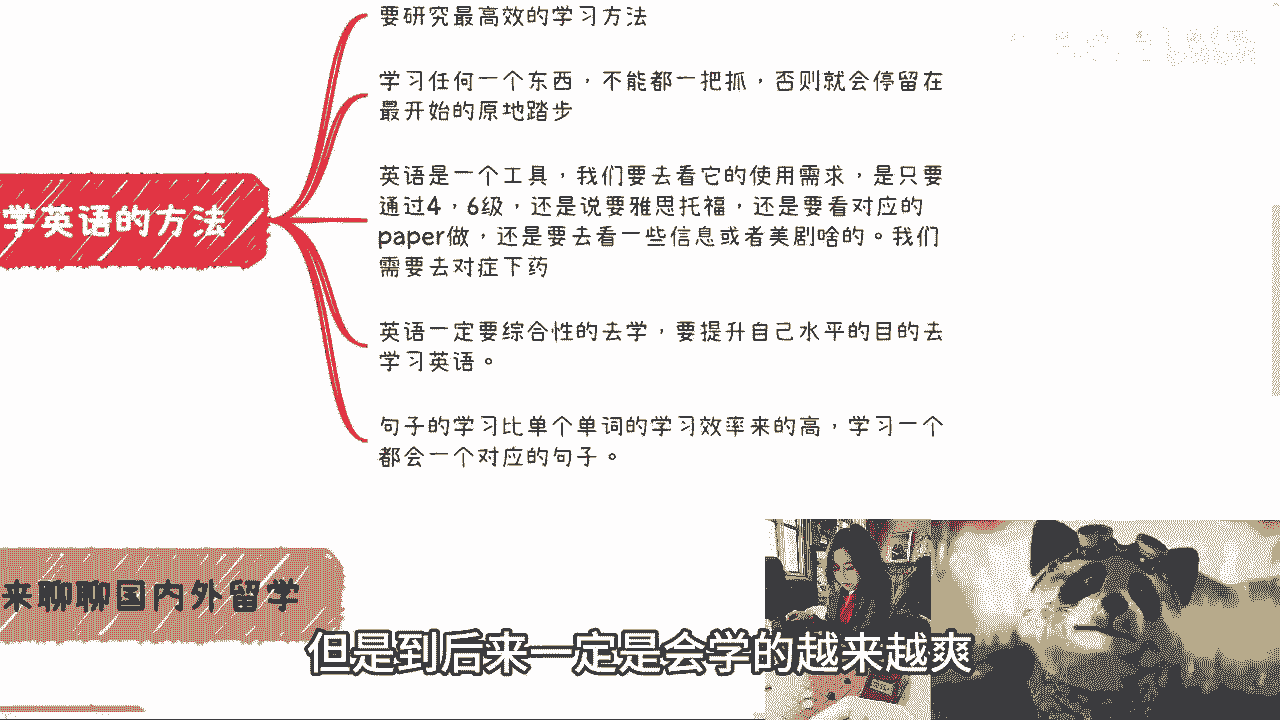 要研究最高效的学习方法
学习任何一个东西，不能都一把抓，否则就会停留在
最开始的原地踏步
英语是一个工具，我们要去看它的使用需求，是只要
通过4，6级，还是说要雅思托福，还是要看对应的
paper做，还是要去看一些信息或者美剧啥的。我们
需要去对症下药
学英语的方法
英语一定要综合性的去学，要提升自己水平的目的去
学习英语。
句子的学习比单个单词的学习效率来的高，学习一个
都会一个对应的句子。
来聊聊国内外留学
但是到后来一定是会学的越来越爽